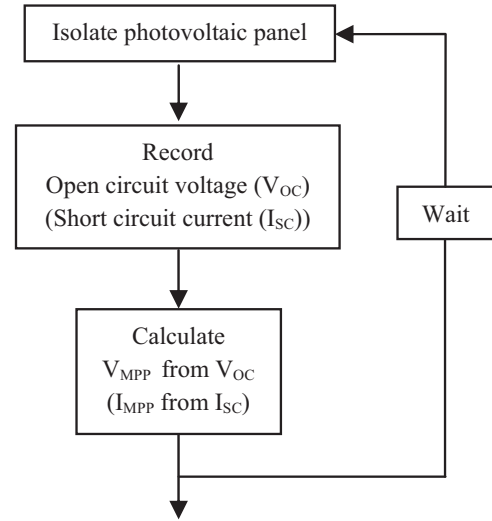 Isolate photovoltaic panel
Record
Open circuit voltage (V_OC)
(Short circuit current (I_SC))
Wait
Calculate
V_MPP from V_OC
(I_MPP from I_SC)